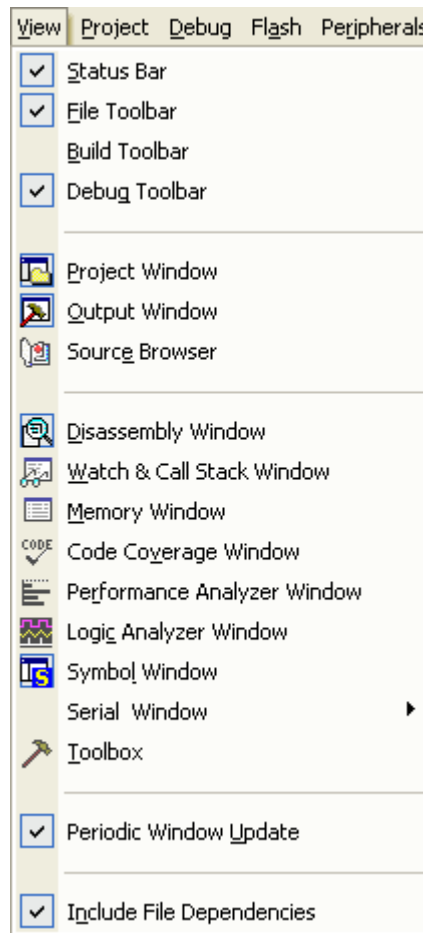 View Project Debug Flash Peripherals
Status Bar
File Toolbar
Build Toolbar
Debug Toolbar
Project Window
Output Window
Source Browser
Disassembly Window
Watch & Call Stack Window
Memory Window
CODE
Code Coverage Window
Performance Analyzer Window
Logic Analyzer Window
S
Symbol Window
Serial Window
Toolbox
Periodic Window Update
Include File Dependencies